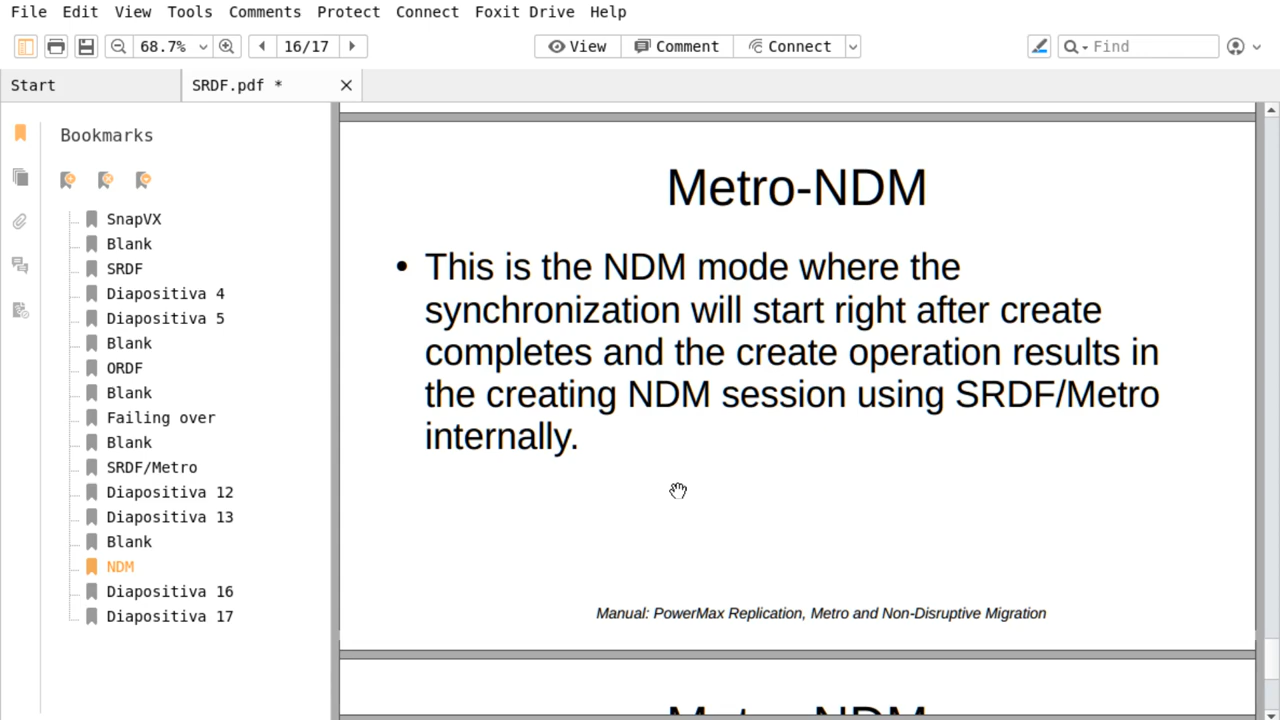 File Edit View Tools Comments Protect Connect Foxit Drive Help
68.7% 16/17 View Comment Connect Find
Start SRDF.pdf *
Bookmarks
SnapVX
Blank
SRDF
Diapositiva 4
Diapositiva 5
Blank
ORDF
Blank
Failing over
Blank
SRDF/Metro
Diapositiva 12
Diapositiva 13
Blank
NDM
Diapositiva 16
Diapositiva 17
Metro-NDM
• This is the NDM mode where the
synchronization will start right after create
completes and the create operation results in
the creating NDM session using SRDF/Metro
internally.
Manual: PowerMax Replication, Metro and Non-Disruptive Migration
Metro-NDM